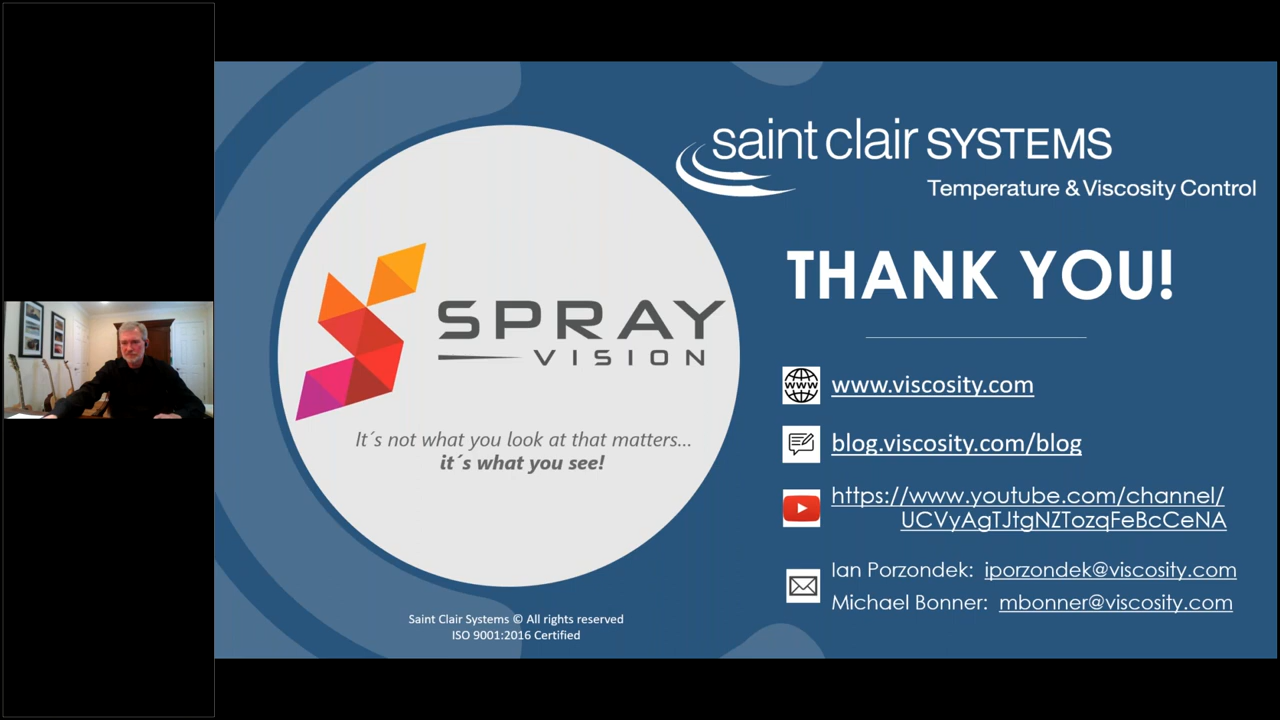 saint clair SYSTEMS
Temperature & Viscosity Control
SPRAY
VISION
It´s not what you look at that matters...
it´s what you see!
Saint Clair Systems © All rights reserved
ISO 9001:2016 Certified
THANK YOU!
www
www.viscosity.com
blog.viscosity.com/blog
https://www.youtube.com/channel/
UCVyAgTJtgNZTozqFeBcCeNA
Ian Porzondek: iporzondek@viscosity.com
Michael Bonner: mbonner@viscosity.com